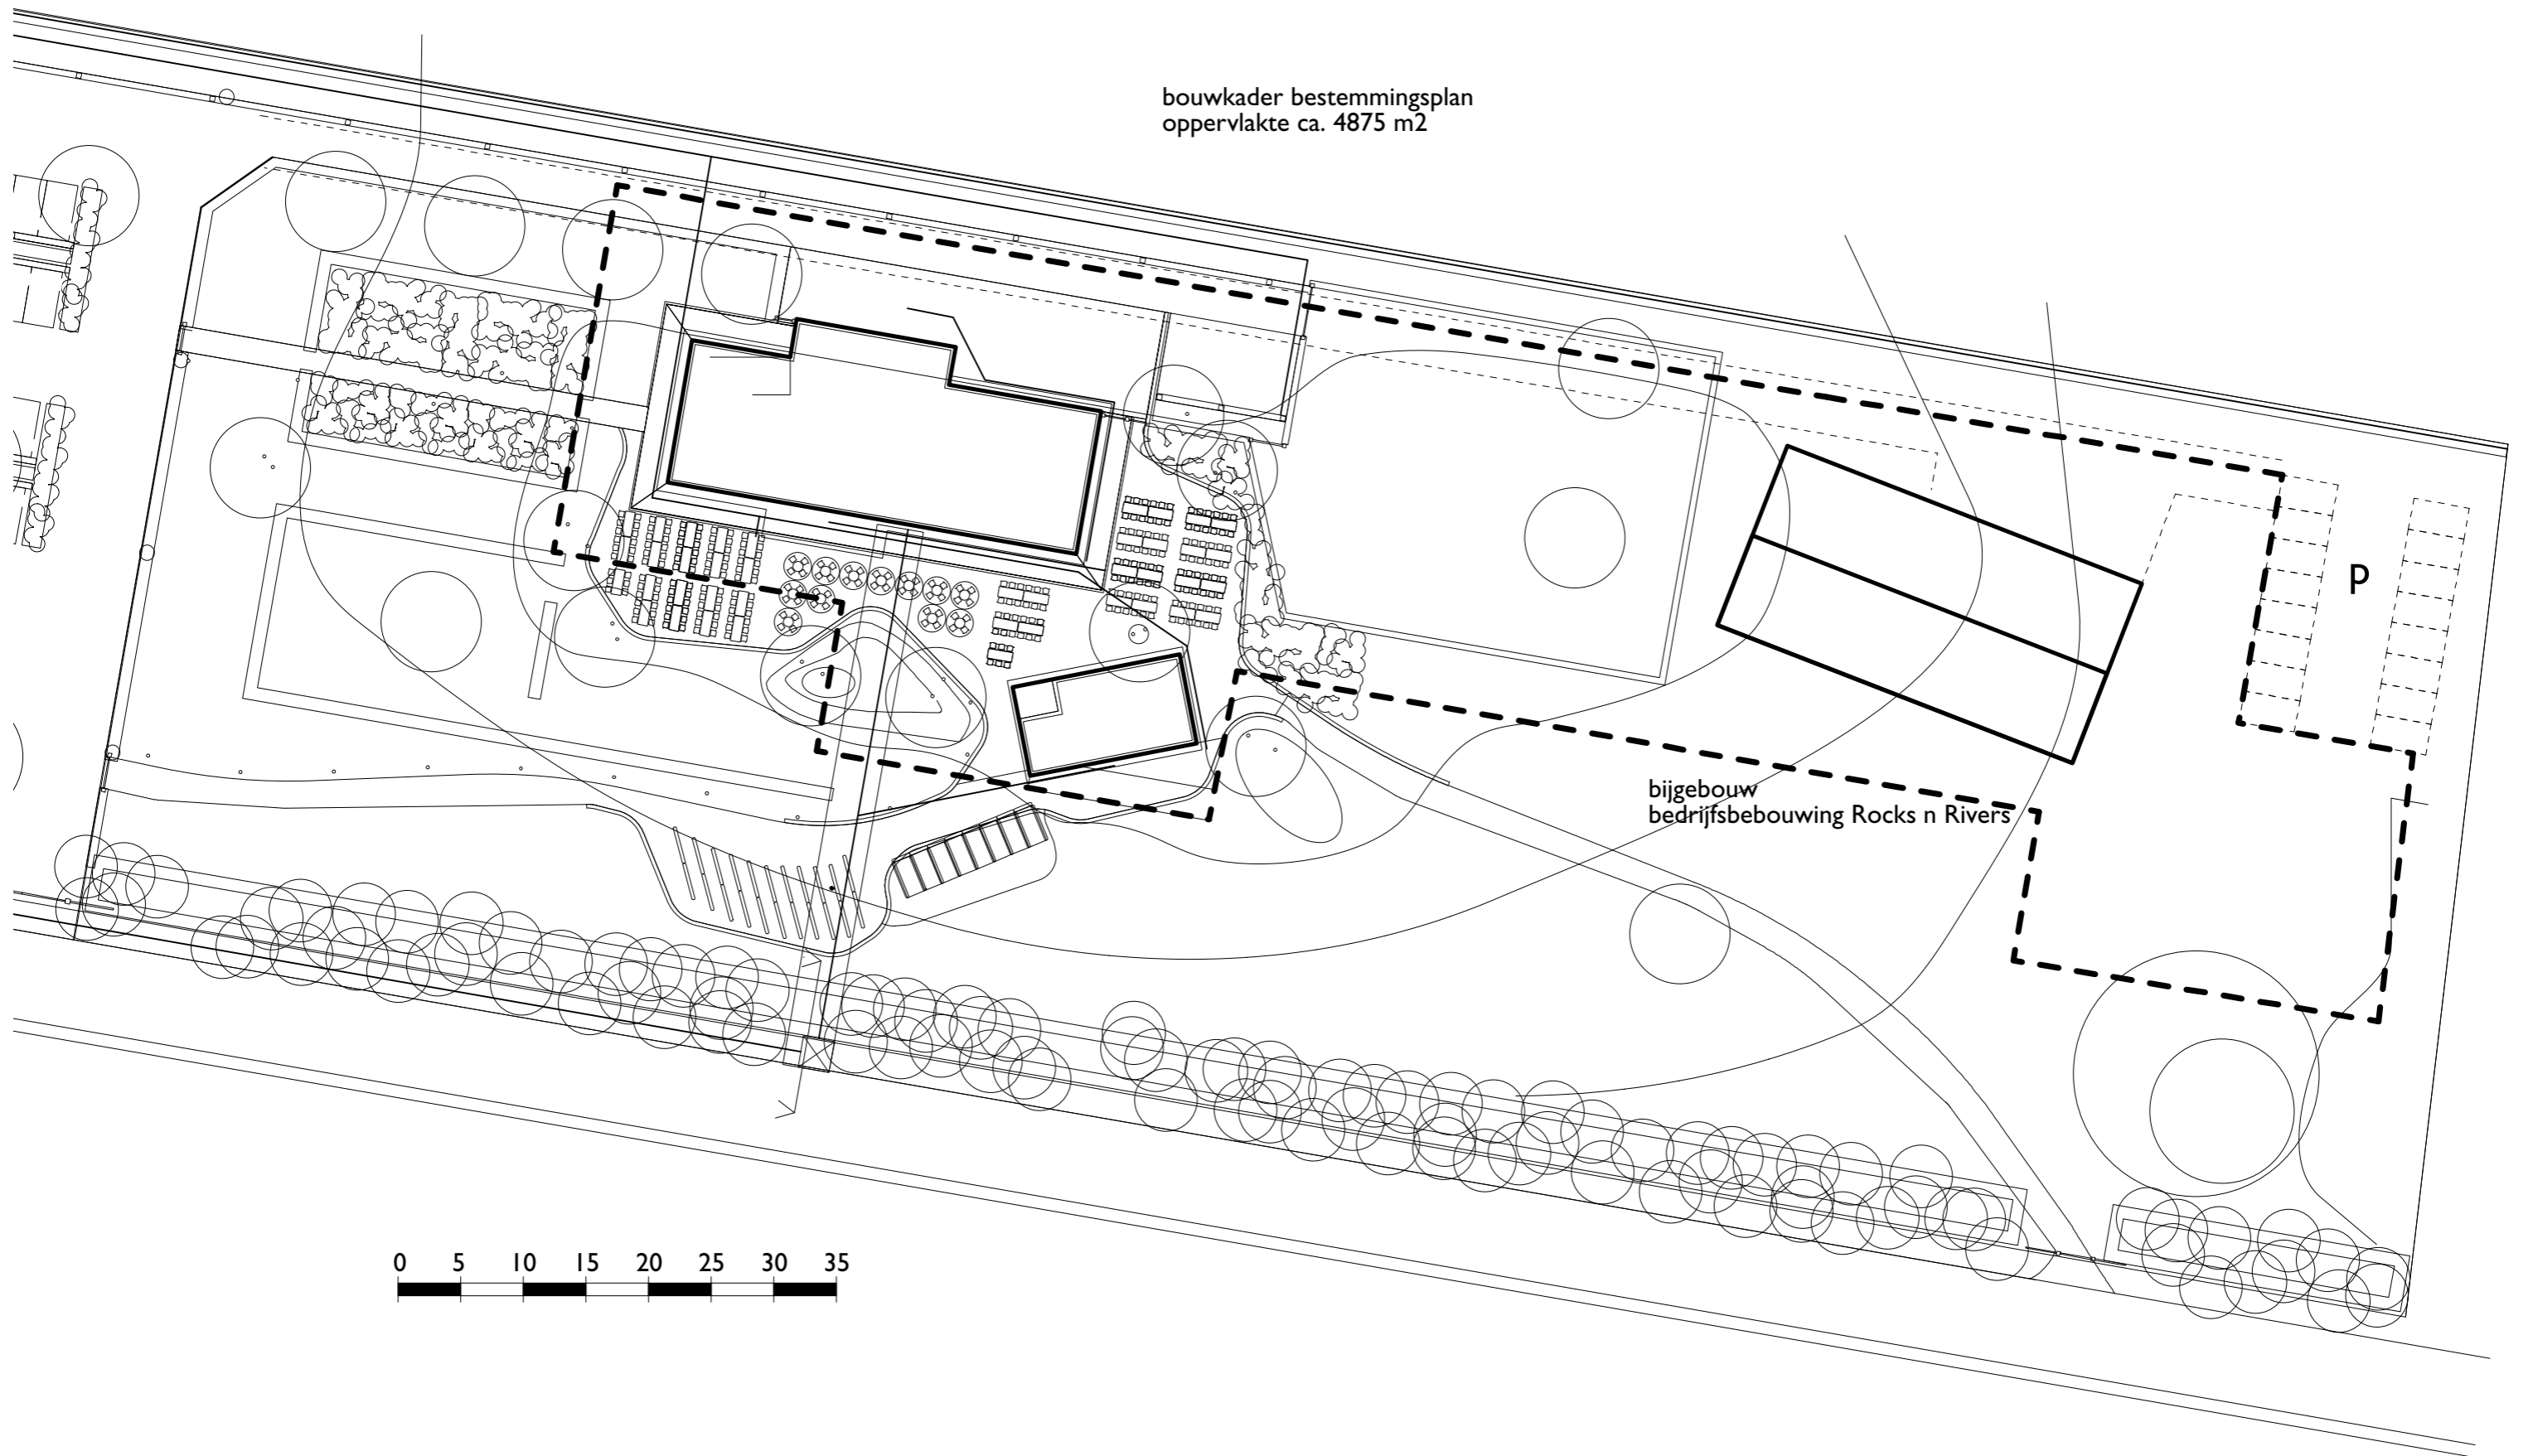 bouwkader bestemmingsplan
oppervlakte ca. 4875 m2
P
bijgebouw
bedrijfsbebouwing Rocks n Rivers
0 5 10 15 20 25 30 35